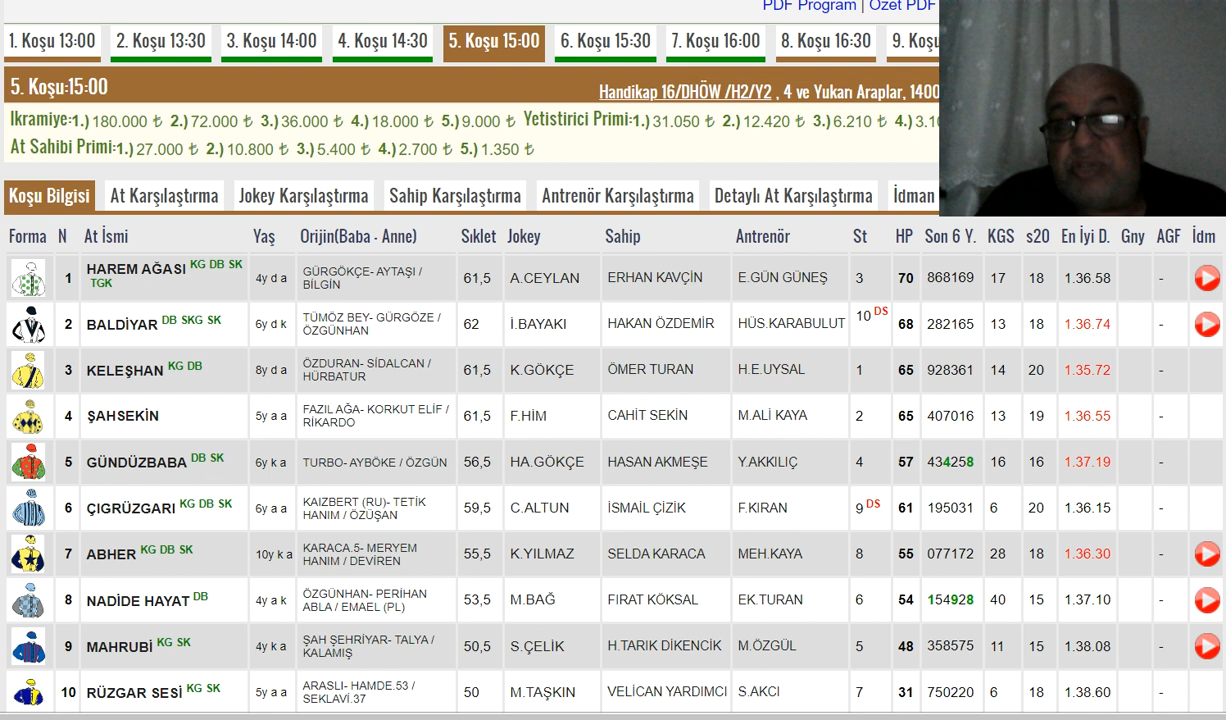 PDF Program | Özet PDF
1. Koşu 13:00 2. Koşu 13:30 3. Koşu 14:00 4. Koşu 14:30 5. Koşu 15:00 6. Koşu 15:30 7. Koşu 16:00 8. Koşu 16:30 9. Koşu
5. Koşu:15:00 Handikap 16/DHÖW /H2/Y2 , 4 ve Yukarı Araplar, 1400
Ikramiye:1.) 180.000 ₺ 2.) 72.000 ₺ 3.) 36.000 ₺ 4.) 18.000 ₺ 5.) 9.000 ₺ Yetistirici Primi:1.) 31.050 ₺ 2.) 12.420 ₺ 3.) 6.210 ₺ 4.) 3.10
At Sahibi Primi:1.) 27.000 ₺ 2.) 10.800 ₺ 3.) 5.400 ₺ 4.) 2.700 ₺ 5.) 1.350 ₺
Koşu Bilgisi At Karşılaştırma Jokey Karşılaştırma Sahip Karşılaştırma Antrenör Karşılaştırma Detaylı At Karşılaştırma İdman
Forma N At İsmi Yaş Orijin(Baba - Anne) Sıklet Jokey Sahip Antrenör St HP Son 6 Y. KGS s20 En İyi D. Gny AGF İdm
1 HAREM AĞASI KG DB SK TGK 4y d a GÜRGÖKÇE- AYTAŞI / BİLGİN 61,5 A.CEYLAN ERHAN KAVÇİN E.GÜN GÜNEŞ 3 70 868169 17 18 1.36.58 -
2 BALDİYAR DB SKG SK 6y d k TÜMÖZ BEY- GÜRGÖZE / ÖZGÜNHAN 62 İ.BAYAKI HAKAN ÖZDEMİR HÜS.KARABULUT 10 DS 68 282165 13 18 1.36.74 -
3 KELEŞHAN KG DB 8y d a ÖZDURAN- SİDALCAN / HÜRBATUR 61,5 K.GÖKÇE ÖMER TURAN H.E.UYSAL 1 65 928361 14 20 1.35.72 -
4 ŞAHSEKİN 5y a a FAZIL AĞA- KORKUT ELİF / RİKARDO 61,5 F.HİM CAHİT SEKİN M.ALİ KAYA 2 65 407016 13 19 1.36.55 -
5 GÜNDÜZBABA DB SK 6y k a TURBO- AYBÖKE / ÖZGÜN 56,5 HA.GÖKÇE HASAN AKMEŞE Y.AKKILIÇ 4 57 434258 16 16 1.37.19 -
6 ÇIGRÜZGARI KG DB SK 6y a a KAIZBERT (RU)- TETİK HANIM / ÖZÜŞAN 59,5 C.ALTUN İSMAİL ÇİZİK F.KIRAN 9 DS 61 195031 6 20 1.36.15 -
7 ABHER KG DB SK 10y k a KARACA.5- MERYEM HANIM / DEVİREN 55,5 K.YILMAZ SELDA KARACA MEH.KAYA 8 55 077172 28 18 1.36.30 -
8 NADİDE HAYAT DB 4y a k ÖZGÜNHAN- PERİHAN ABLA / EMAEL (PL) 53,5 M.BAĞ FIRAT KÖKSAL EK.TURAN 6 54 154928 40 15 1.37.10 -
9 MAHRUBİ KG SK 4y k a ŞAH ŞEHRİYAR- TALYA / KALAMIŞ 50,5 S.ÇELİK H.TARIK DİKENCİK M.ÖZGÜL 5 48 358575 11 15 1.38.08 -
10 RÜZGAR SESİ KG SK 5y a a ARASLI- HAMDE.53 / SEKLAVİ.37 50 M.TAŞKIN VELİCAN YARDIMCI S.AKCI 7 31 750220 6 18 1.38.60 -